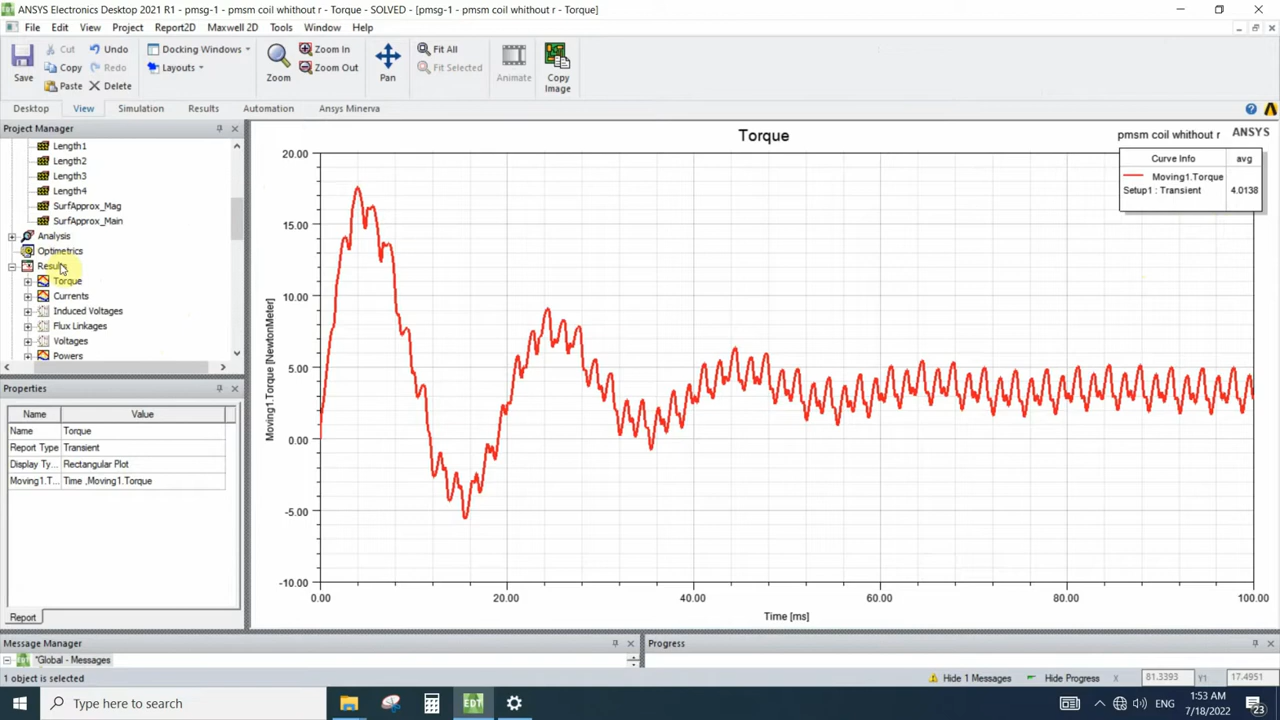 ANSYS Electronics Desktop 2021 R1 - pmsg-1 - pmsm coil whithout r - Torque - SOLVED - [pmsg-1 - pmsm coil whithout r - Torque]
File Edit View Project Report2D Maxwell 2D Tools Window Help
Save
Cut
Copy
Paste
Undo
Redo
Delete
Docking Windows
Layouts
Zoom
Zoom In
Zoom Out
Pan
Fit All
Fit Selected
Animate
Copy Image
Desktop View Simulation Results Automation Ansys Minerva
Project Manager
Length1
Length2
Length3
Length4
SurfApprox_Mag
SurfApprox_Main
Analysis
Optimetrics
Torque
Currents
Induced Voltages
Flux Linkages
Voltages
Powers
Properties
Name Value
Name Torque
Report Type Transient
Display Ty... Rectangular Plot
Moving1.T... Time ,Moving1.Torque
Report
Torque
pmsm coil whithout r ANSYS
Curve Info avg
Moving1.Torque
Setup1 : Transient 4.0138
Moving1.Torque [NewtonMeter]
20.00
15.00
10.00
5.00
0.00
-5.00
-10.00
0.00 20.00 40.00 60.00 80.00 100.00
Time [ms]
Message Manager
*Global - Messages
Progress
1 object is selected
Hide 1 Messages Hide Progress X 81.3393 Y1 17.4951
Type here to search
ENG
1:53 AM
7/18/2022
23